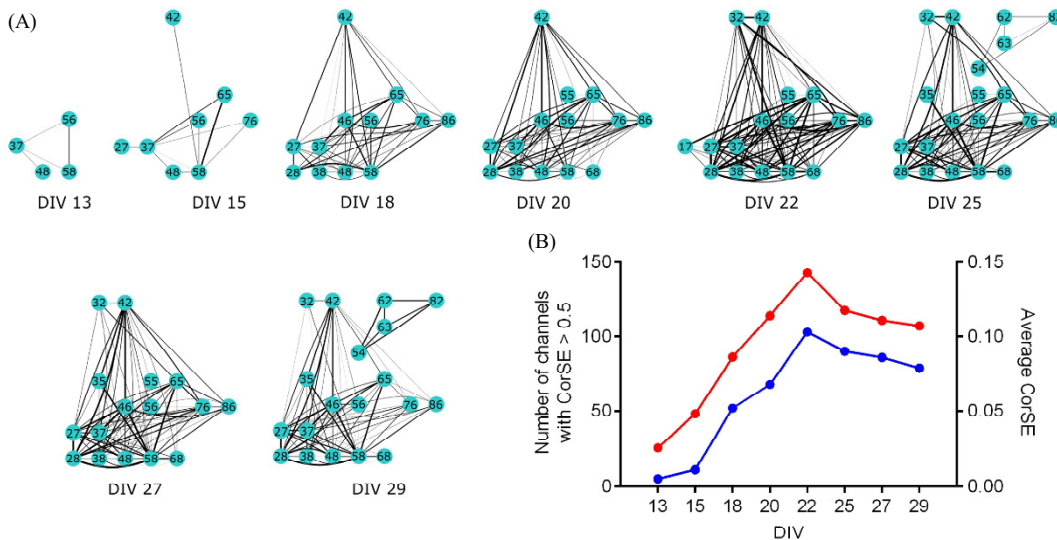 (A)
56
37
48 58
DIV 13
42
65
56 76
27 37
48 58
DIV 15
42
65
46 56 76 86
27 37
28 38 48 58
DIV 18
42
55 65
46 56 76 86
27 37
28 38 48 58 68
DIV 20
32 42
55 65
46 56 76 86
17 27 37
28 38 48 58 68
DIV 22
32 42 62
63
54
35 55 65
46 56 76
27 37
28 38 48 58 68
DIV 25
32 42
35 55 65
46 56 76 86
27 37
28 38 48 58 68
DIV 27
32 42 62 82
63
54
35 65
46 56 76 86
27 37
28 38 48 58 68
DIV 29
(B)
Number of channels
with CorSE > 0.5
150
100
50
0
0.15
0.10
0.05
0.00
Average CorSE
13 15 18 20 22 25 27 29
DIV